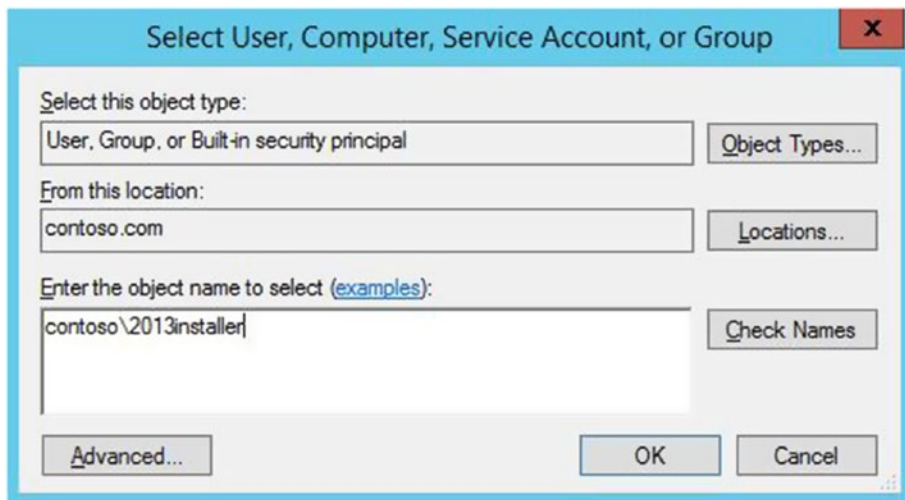 Select User, Computer, Service Account, or Group
x
Select this object type:
User, Group, or Built-in security principal
Object Types...
From this location:
contoso.com
Locations...
Enter the object name to select (examples):
contoso\2013installer
Check Names
Advanced...
OK
Cancel